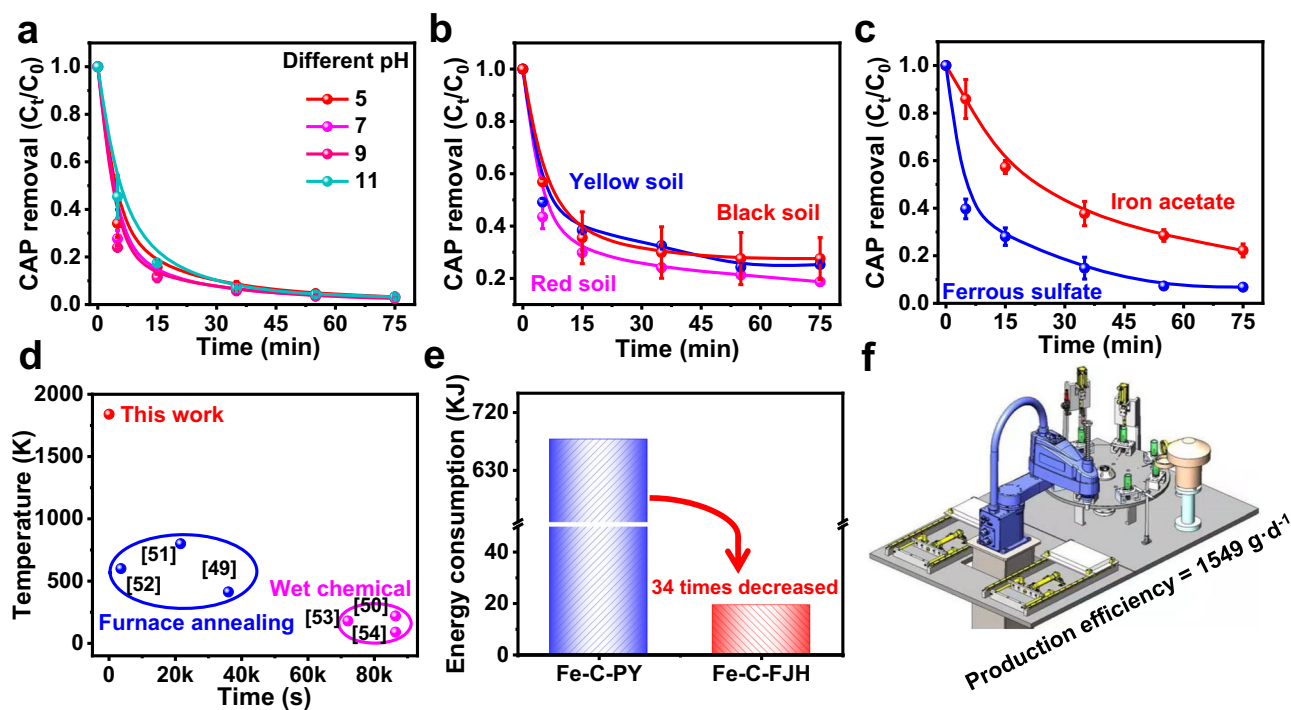 a
CAP removal (Ct/C0)
1.0
0.8
0.6
0.4
0.2
0.0
Different pH
5
7
9
11
0
15
30
45
60
75
Time (min)
b
CAP removal (Ct/C0)
1.0
0.8
0.6
0.4
0.2
Yellow soil
Black soil
Red soil
0
15
30
45
60
75
Time (min)
c
CAP removal (Ct/C0)
1.0
0.8
0.6
0.4
0.2
0.0
Iron acetate
Ferrous sulfate
0
15
30
45
60
75
Time (min)
d
Temperature (K)
2000
1500
1000
500
0
This work
[51]
[49]
[52]
Furnace annealing
Wet chemical
[50]
[53]
[54]
0
20k
40k
60k
80k
Time (s)
e
Energy consumption (KJ)
720
630
40
20
0
34 times decreased
Fe-C-PY
Fe-C-FJH
f
Production efficiency = 1549 g·d-1